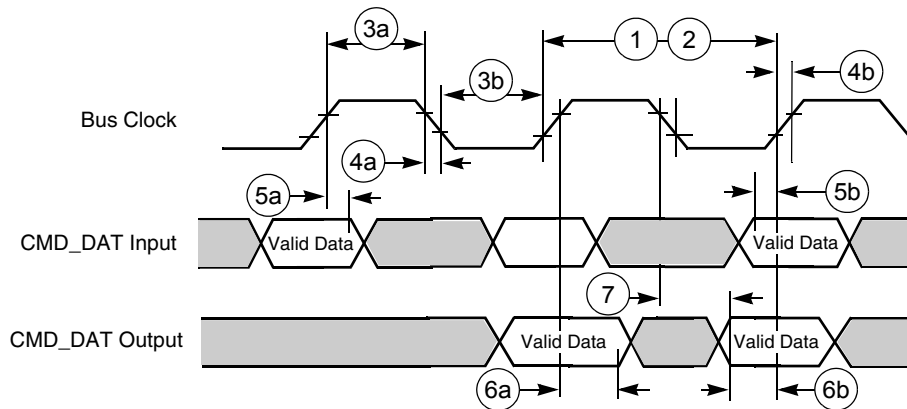 3a
1
2
3b
4b
Bus Clock
4a
5a
5b
CMD_DAT Input
Valid Data
Valid Data
7
CMD_DAT Output
Valid Data
Valid Data
6a
6b